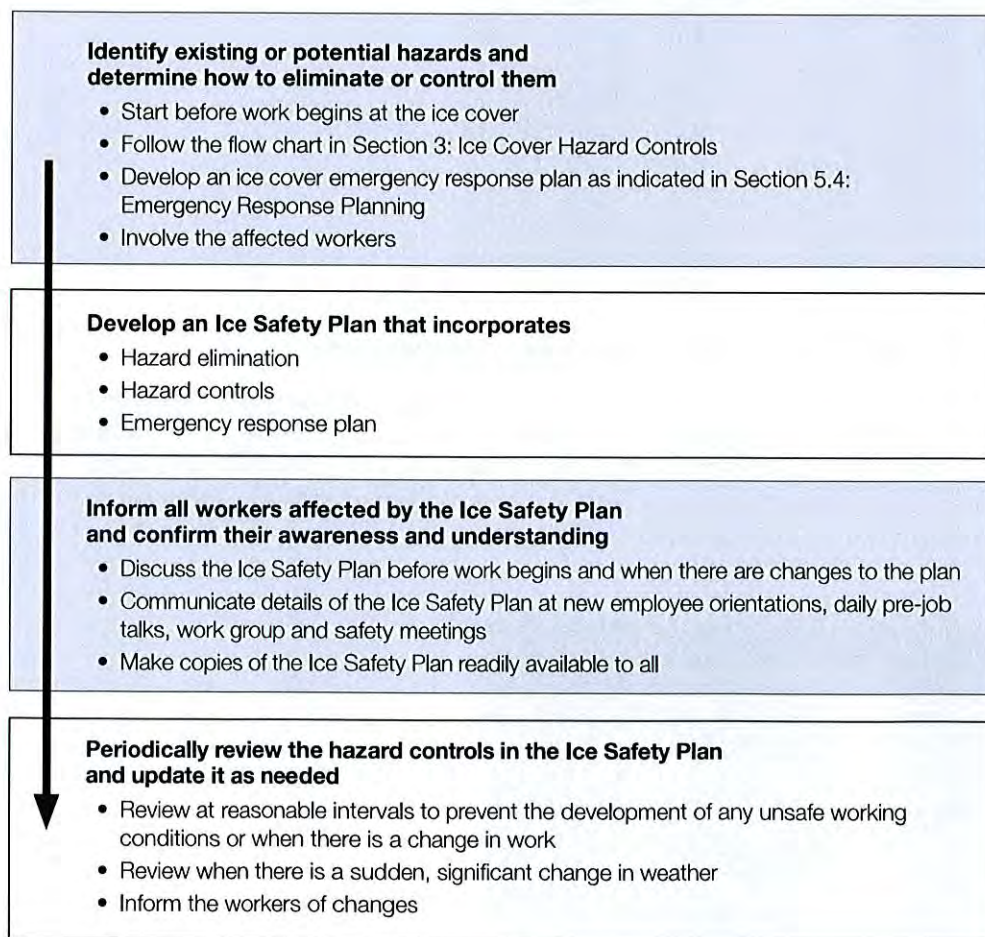 Identify existing or potential hazards and
determine how to eliminate or control them
• Start before work begins at the ice cover
• Follow the flow chart in Section 3: Ice Cover Hazard Controls
• Develop an ice cover emergency response plan as indicated in Section 5.4:
Emergency Response Planning
• Involve the affected workers
Develop an Ice Safety Plan that incorporates
• Hazard elimination
• Hazard controls
• Emergency response plan
Inform all workers affected by the Ice Safety Plan
and confirm their awareness and understanding
• Discuss the Ice Safety Plan before work begins and when there are changes to the plan
• Communicate details of the Ice Safety Plan at new employee orientations, daily pre-job
talks, work group and safety meetings
• Make copies of the Ice Safety Plan readily available to all
Periodically review the hazard controls in the Ice Safety Plan
and update it as needed
• Review at reasonable intervals to prevent the development of any unsafe working
conditions or when there is a change in work
• Review when there is a sudden, significant change in weather
• Inform the workers of changes